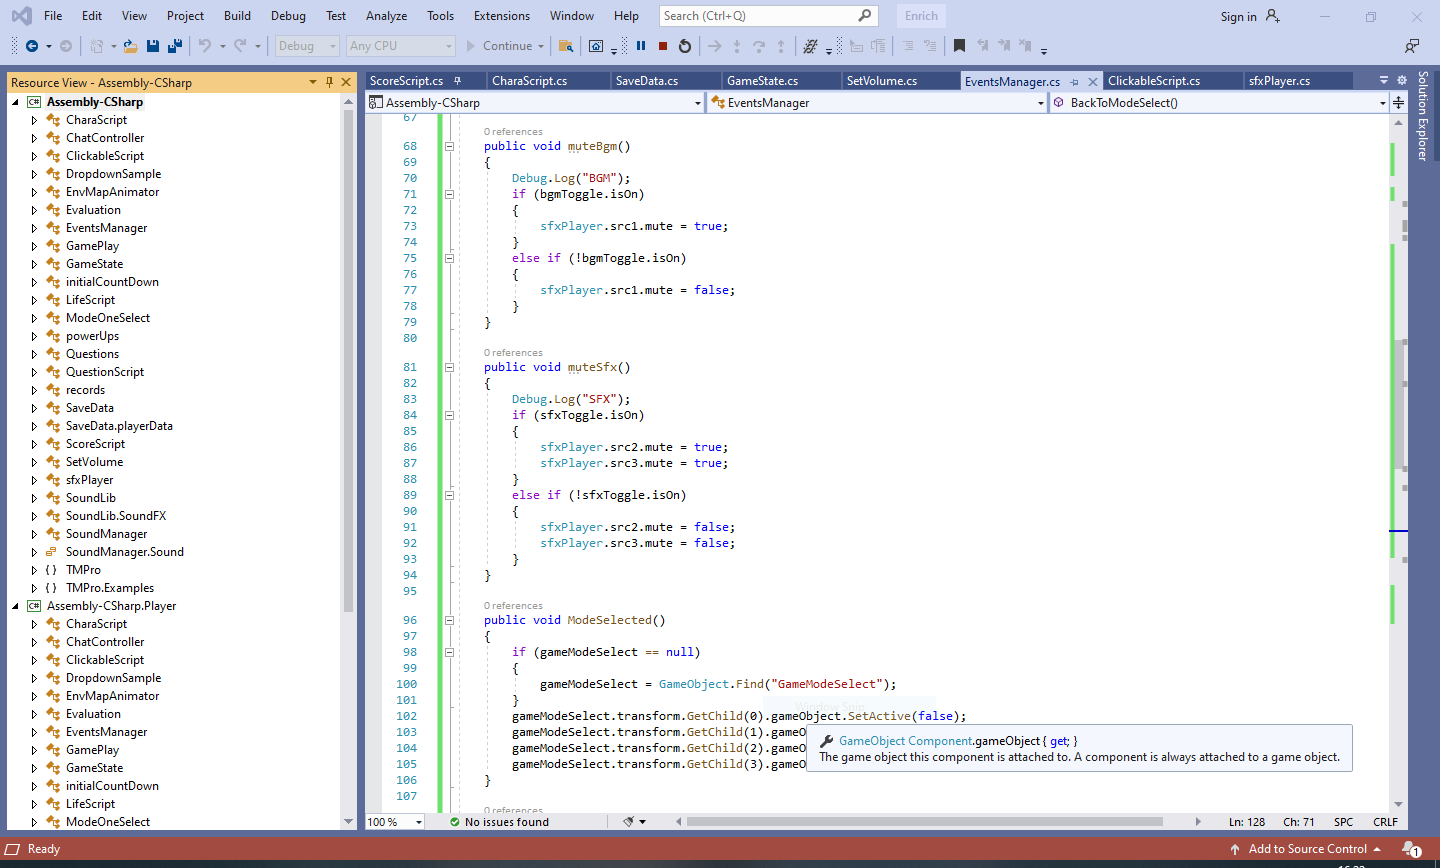 File Edit View Project Build Debug Test Analyze Tools Extensions Window Help Search (Ctrl+Q) Enrich Sign in
Debug Any CPU Continue
Resource View - Assembly-CSharp
Assembly-CSharp
CharaScript
ChatController
ClickableScript
DropdownSample
EnvMapAnimator
Evaluation
EventsManager
GamePlay
GameState
initialCountDown
LifeScript
ModeOneSelect
powerUps
Questions
QuestionScript
records
SaveData
SaveData.playerData
ScoreScript
SetVolume
sfxPlayer
SoundLib
SoundLib.SoundFX
SoundManager
SoundManager.Sound
{ } TMPro
{ } TMPro.Examples
Assembly-CSharp.Player
CharaScript
ChatController
ClickableScript
DropdownSample
EnvMapAnimator
Evaluation
EventsManager
GamePlay
GameState
initialCountDown
LifeScript
ModeOneSelect
ScoreScript.cs CharaScript.cs SaveData.cs GameState.cs SetVolume.cs EventsManager.cs ClickableScript.cs sfxPlayer.cs
Assembly-CSharp EventsManager BackToModeSelect()
67
0 references
68 public void muteBgm()
69 {
70 Debug.Log("BGM");
71 if (bgmToggle.isOn)
72 {
73 sfxPlayer.src1.mute = true;
74 }
75 else if (!bgmToggle.isOn)
76 {
77 sfxPlayer.src1.mute = false;
78 }
79 }
80
0 references
81 public void muteSfx()
82 {
83 Debug.Log("SFX");
84 if (sfxToggle.isOn)
85 {
86 sfxPlayer.src2.mute = true;
87 sfxPlayer.src3.mute = true;
88 }
89 else if (!sfxToggle.isOn)
90 {
91 sfxPlayer.src2.mute = false;
92 sfxPlayer.src3.mute = false;
93 }
94 }
95
0 references
96 public void ModeSelected()
97 {
98 if (gameModeSelect == null)
99 {
100 gameModeSelect = GameObject.Find("GameModeSelect");
101 }
Window Snip
102 gameModeSelect.transform.GetChild(0).gameObject.SetActive(false);
103 gameModeSelect.transform.GetChild(1).gameO
104 gameModeSelect.transform.GetChild(2).gameO
105 gameModeSelect.transform.GetChild(3).gameO
GameObject Component.gameObject { get; }
The game object this component is attached to. A component is always attached to a game object.
106 }
107
0 references
100 % No issues found Ln: 128 Ch: 71 SPC CRLF
Solution Explorer
Ready Add to Source Control 1